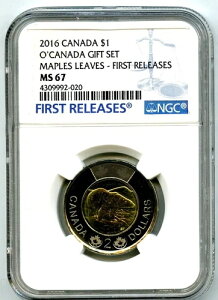 2016 CANADA $1
O'CANADA GIFT SET
MAPLES LEAVES - FIRST RELEASES
MS 67
4309992-020
FIRST RELEASES
NGC
CANADA
2
DOLLARS